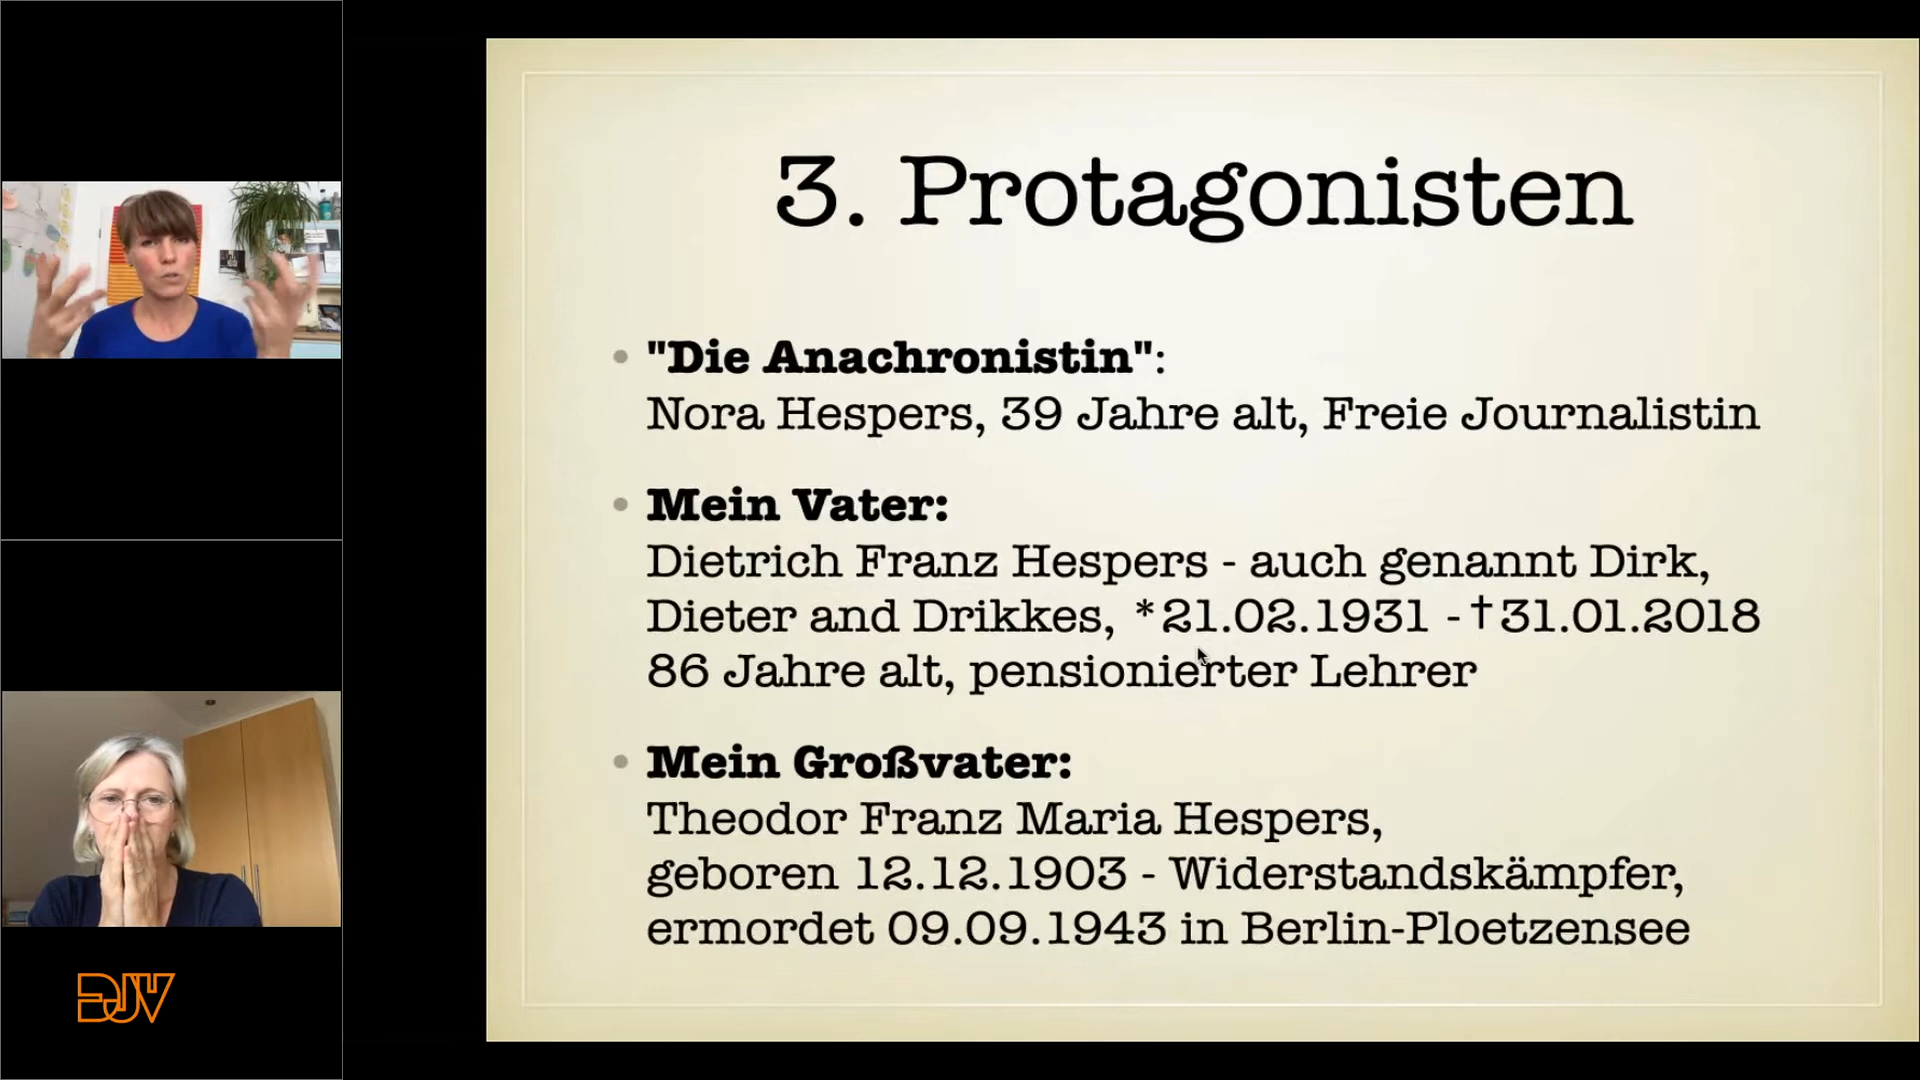 3. Protagonisten
• "Die Anachronistin":
Nora Hespers, 39 Jahre alt, Freie Journalistin
• Mein Vater:
Dietrich Franz Hespers - auch genannt Dirk,
Dieter and Drikkes, *21.02.1931 -†31.01.2018
86 Jahre alt, pensionierter Lehrer
• Mein Großvater:
Theodor Franz Maria Hespers,
geboren 12.12.1903 - Widerstandskämpfer,
ermordet 09.09.1943 in Berlin-Ploetzensee
DJV